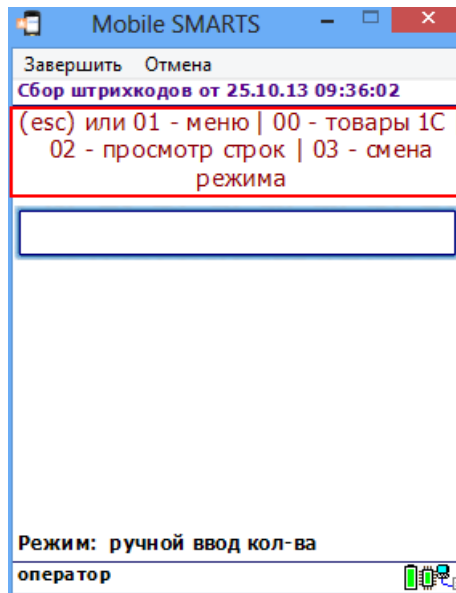 Mobile SMARTS
Завершить Отмена
Сбор штрихкодов от 25.10.13 09:36:02
(esc) или 01 - меню | 00 - товары 1С
02 - просмотр строк | 03 - смена
режима
Режим: ручной ввод кол-ва
оператор